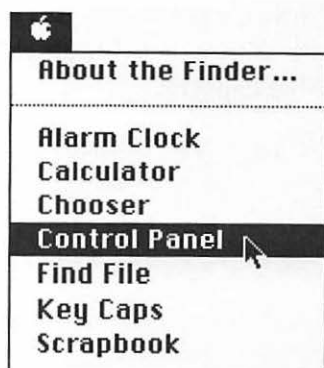 About the Finder...
Alarm Clock
Calculator
Chooser
Control Panel
Find File
Key Caps
Scrapbook